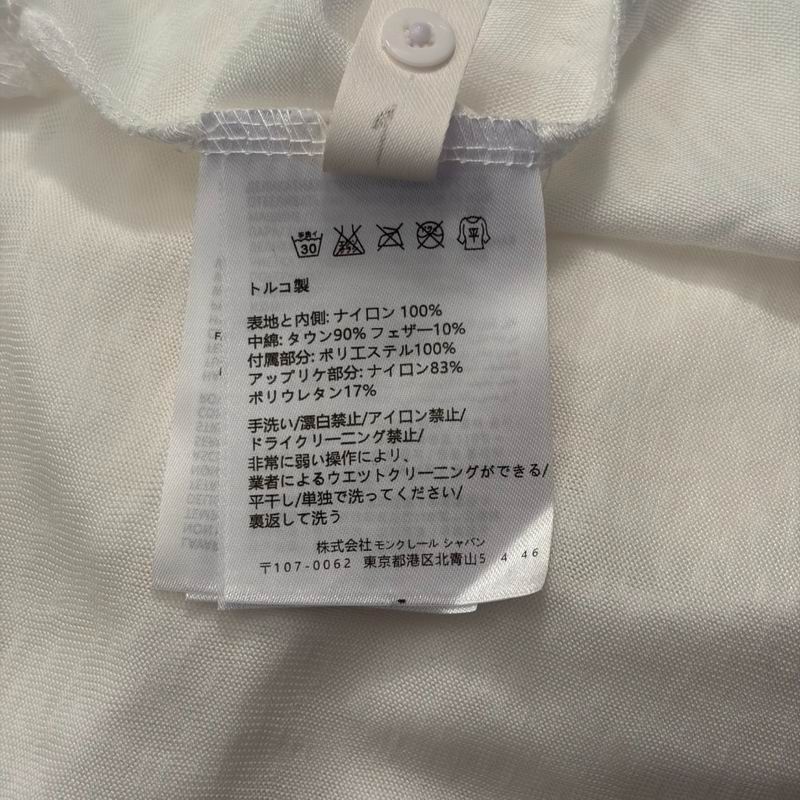 手洗イ
30
平
トルコ製
表地と内側: ナイロン 100%
中綿: タウン90% フェザー10%
付属部分: ポリエステル100%
アップリケ部分: ナイロン83%
ポリウレタン17%
手洗い/漂白禁止/アイロン禁止/
ドライクリーニング禁止/
非常に弱い操作により、
業者によるウエツトクリーニングができる/
平干し/単独で洗ってください/
裏返して洗う
株式会社 モンクレール シャパン
〒107-0062 東京都港区北青山5 4 46